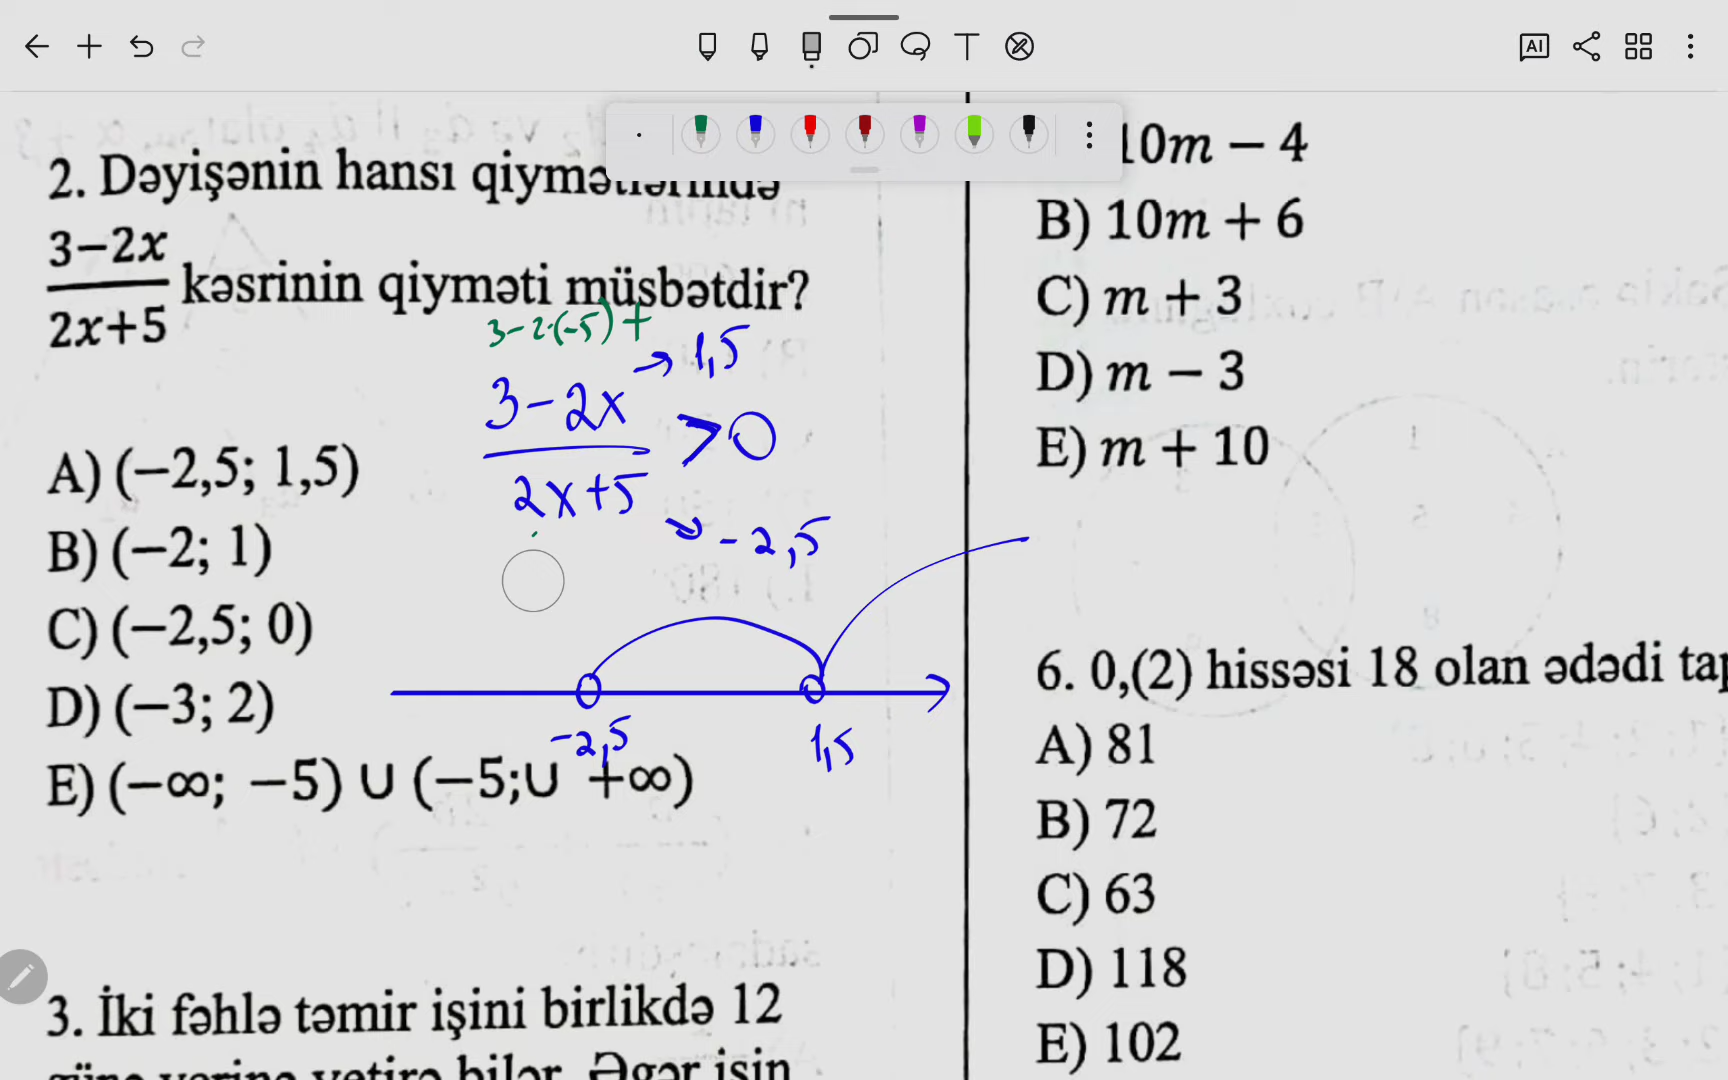 AI
2. Dəyişənin hansı qiymətlərində
3−2x
2x+5
kəsrinin qiyməti müsbətdir?
3-2·(-5) +
→ 1,5
3-2x
2x+5
>0
-2,5
A) (−2,5; 1,5)
B) (−2; 1)
C) (−2,5; 0)
D) (−3; 2)
-2,5
1,5
E) (−∞; −5) ∪ (−5;∪ +∞)
3. İki fəhlə təmir işini birlikdə 12
10m − 4
B) 10m + 6
C) m + 3
D) m − 3
E) m + 10
6. 0,(2) hissəsi 18 olan ədədi
A) 81
B) 72
C) 63
D) 118
E) 102